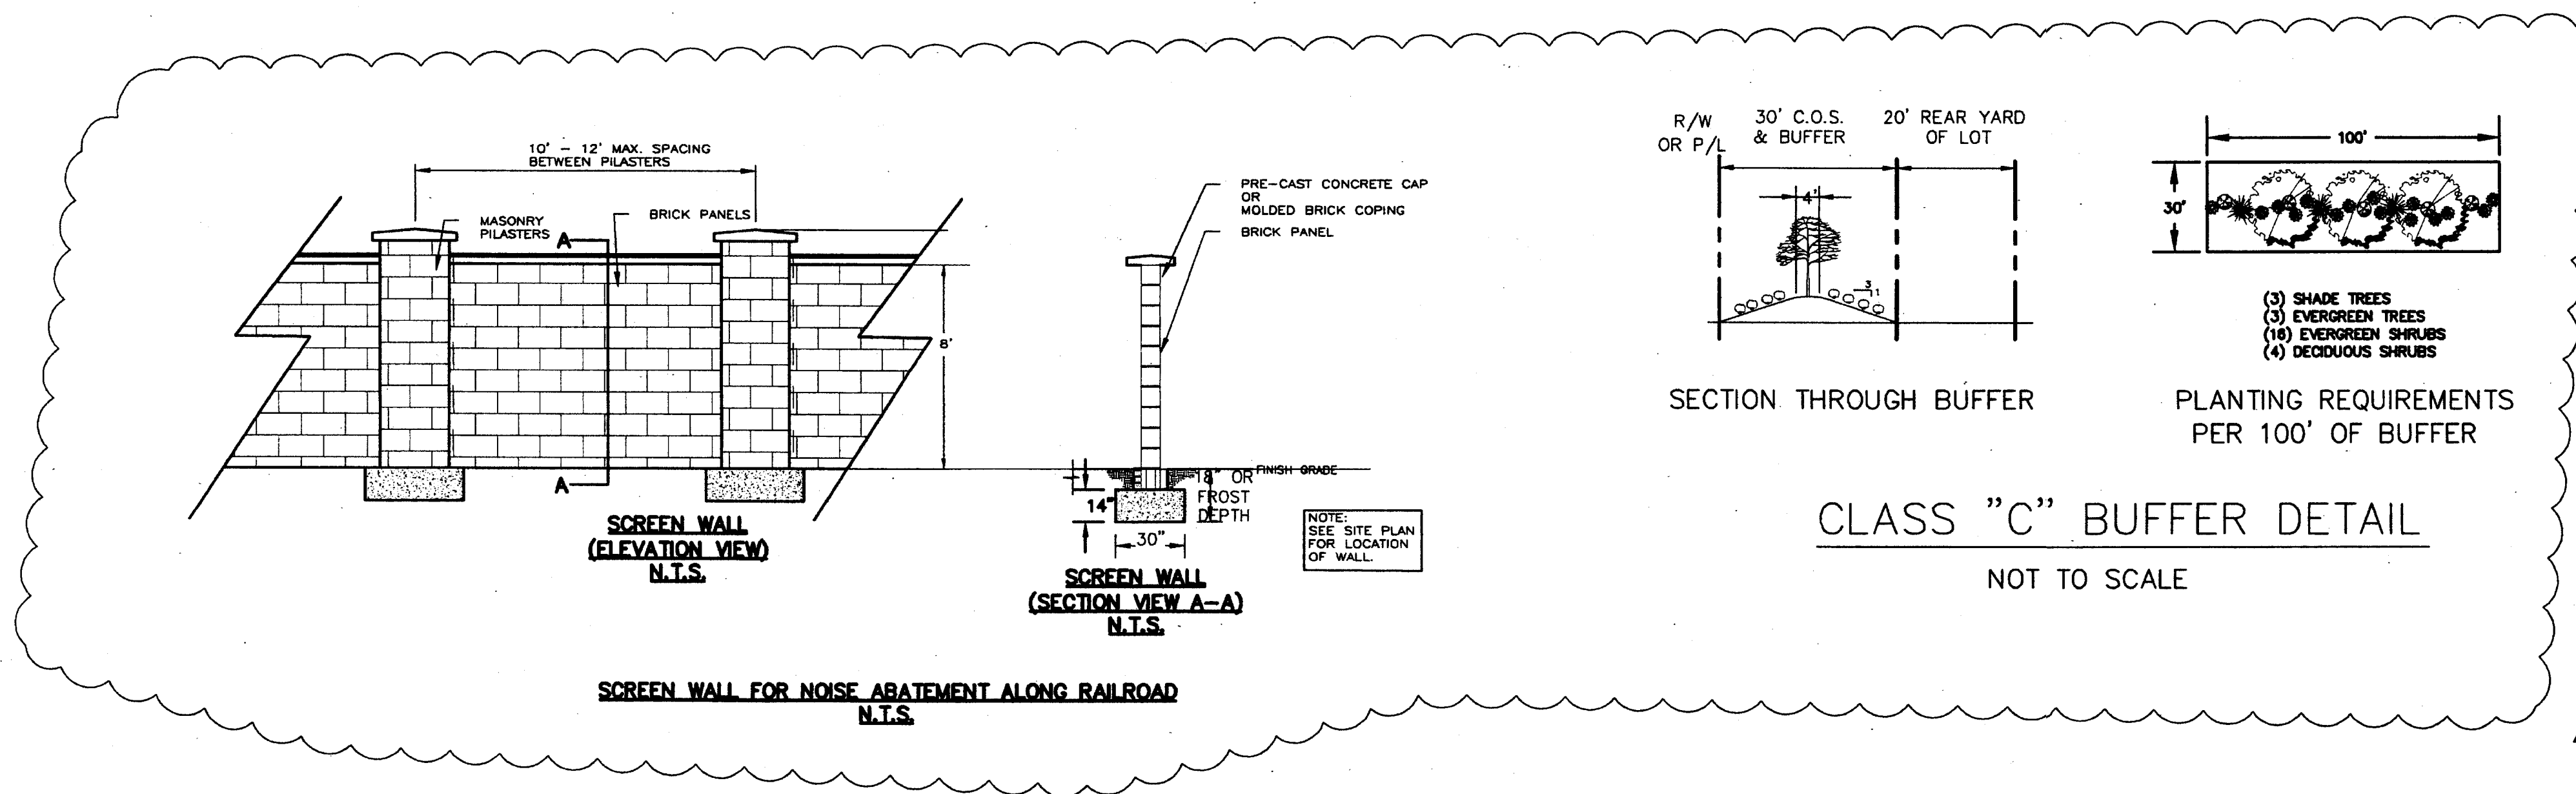 10' - 12' MAX. SPACING
BETWEEN PILASTERS
MASONRY
PILASTERS
BRICK PANELS
A
A
8'
SCREEN WALL
(ELEVATION VIEW)
N.T.S.
PRE-CAST CONCRETE CAP
OR
MOLDED BRICK COPING
BRICK PANEL
FINISH GRADE
18" OR
FROST
DEPTH
14"
30"
NOTE:
SEE SITE PLAN
FOR LOCATION
OF WALL.
SCREEN WALL
(SECTION VIEW A-A)
N.T.S.
SCREEN WALL FOR NOISE ABATEMENT ALONG RAILROAD
N.T.S.
R/W
OR P/L
30' C.O.S.
& BUFFER
20' REAR YARD
OF LOT
4'
3
1
SECTION THROUGH BUFFER
100'
30'
(3) SHADE TREES
(3) EVERGREEN TREES
EVERGREEN SHRUBS
(4) DECIDUOUS SHRUBS
PLANTING REQUIREMENTS
PER 100' OF BUFFER
CLASS "C" BUFFER DETAIL
NOT TO SCALE